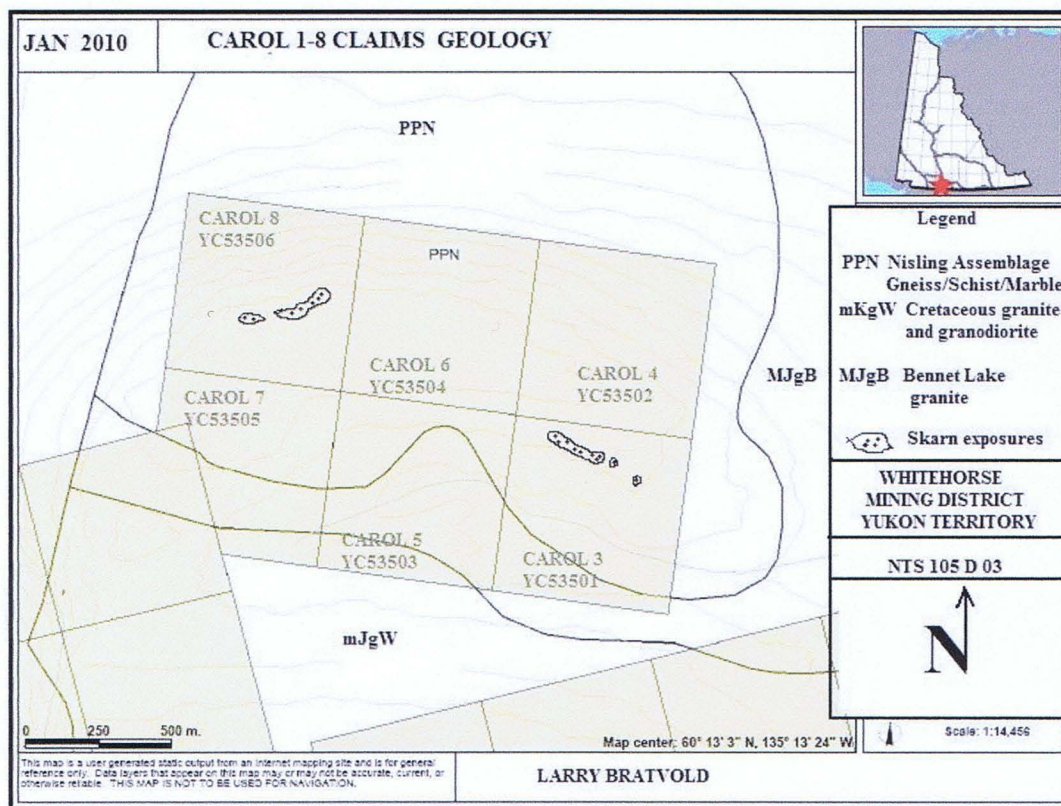 JAN 2010
CAROL 1-8 CLAIMS GEOLOGY
PPN
CAROL 8
YC53506
PPN
CAROL 6
YC53504
CAROL 4
YC53502
MJgB
CAROL 7
YC53505
CAROL 5
YC53503
CAROL 3
YC53501
mJgW
0 250 500 m.
Map center: 60° 13' 3" N, 135° 13' 24" W
Legend
PPN Nisling Assemblage
Gneiss/Schist/Marble
mKgW Cretaceous granite
and granodiorite
MJgB Bennet Lake
granite
Skarn exposures
WHITEHORSE
MINING DISTRICT
YUKON TERRITORY
NTS 105 D 03
N
Scale: 1:14,456
This map is a user generated static output from an Internet mapping site and is for general
reference only. Data layers that appear on this map may or may not be accurate, current, or
otherwise reliable. THIS MAP IS NOT TO BE USED FOR NAVIGATION.
LARRY BRATVOLD